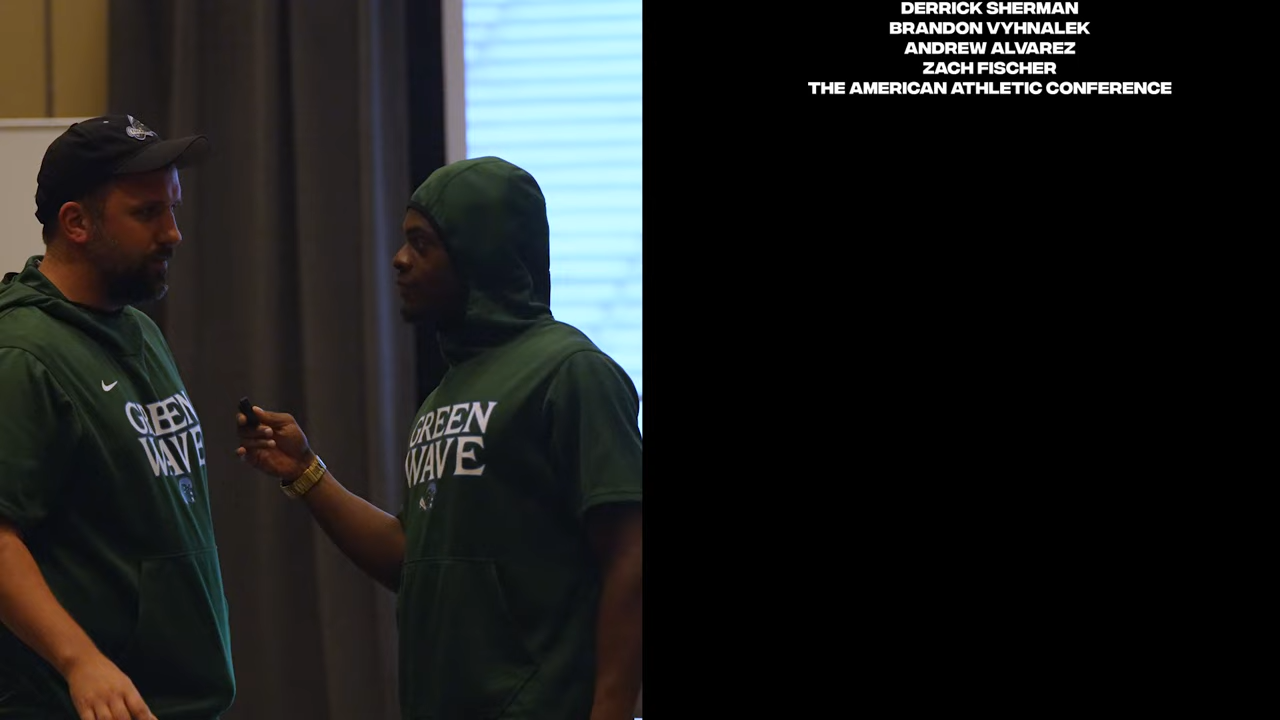 DERRICK SHERMAN
BRANDON VYHNALEK
ANDREW ALVAREZ
ZACH FISCHER
THE AMERICAN ATHLETIC CONFERENCE
GREEN
WAVE
GREEN
WAVE